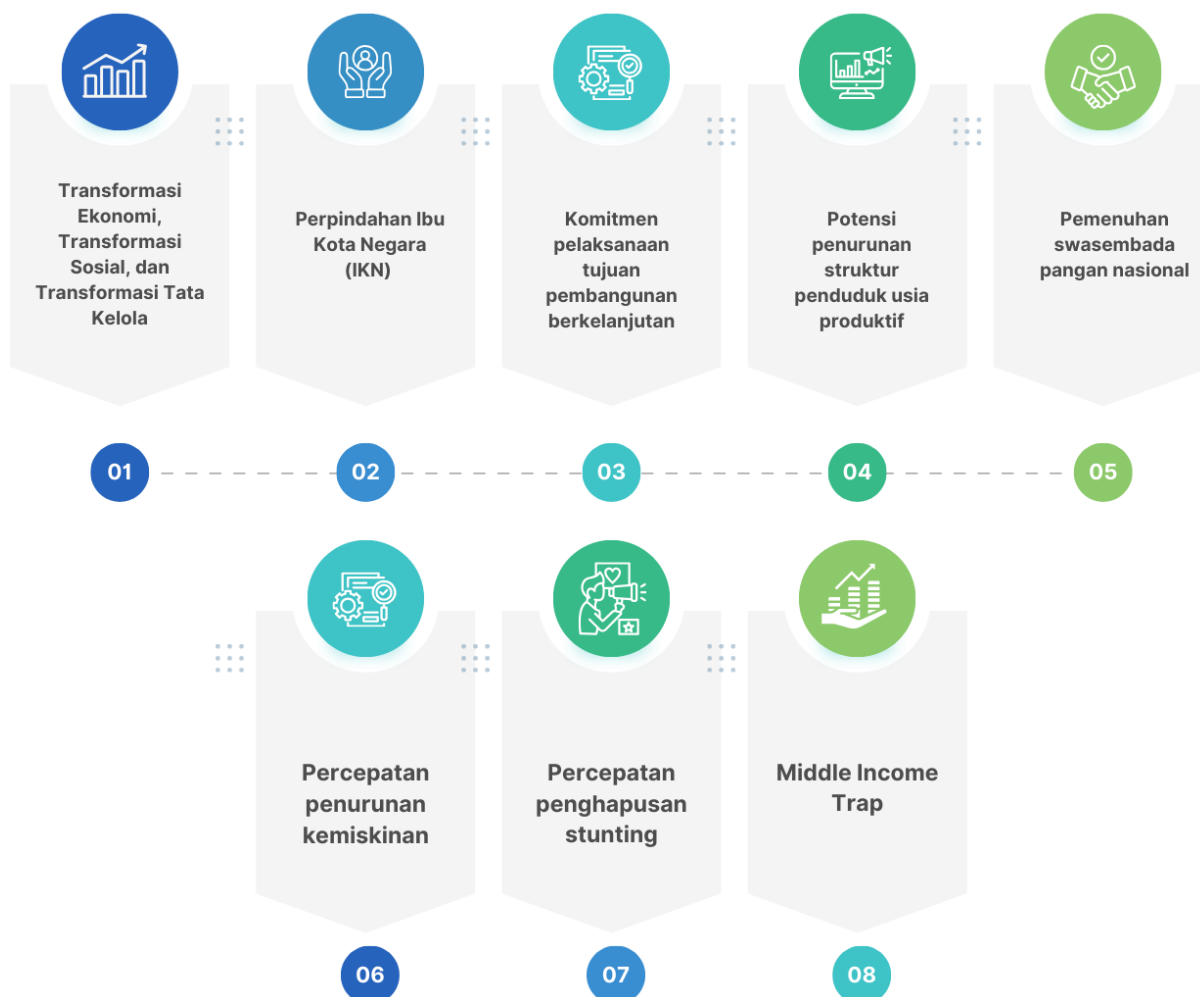 Transformasi
Ekonomi,
Transformasi
Sosial, dan
Transformasi Tata
Kelola
Perpindahan Ibu
Kota Negara
(IKN)
Komitmen
pelaksanaan
tujuan
pembangunan
berkelanjutan
Potensi
penurunan
struktur
penduduk usia
produktif
Pemenuhan
swasembada
pangan nasional
01
02
03
04
05
Percepatan
penurunan
kemiskinan
Percepatan
penghapusan
stunting
Middle Income
Trap
06
07
08